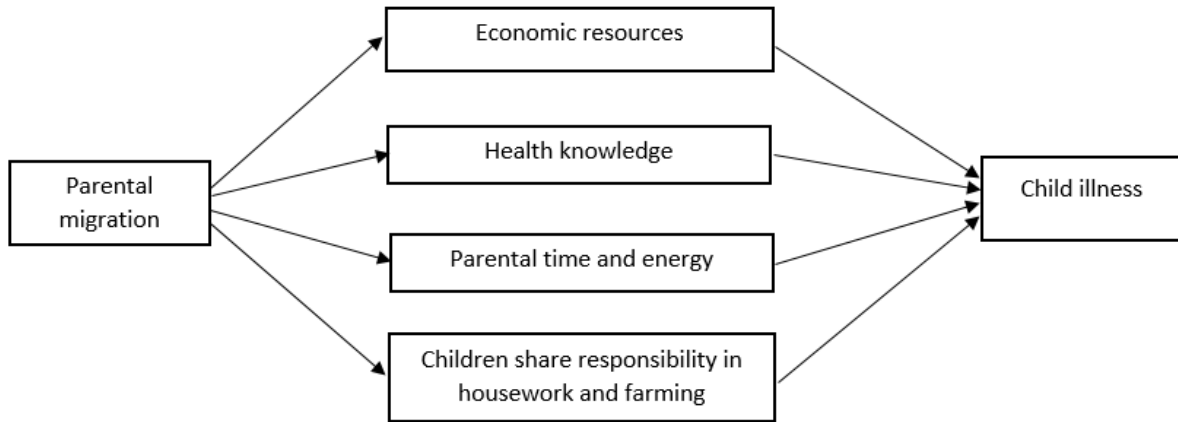 Economic resources
Health knowledge
Parental
migration
Child illness
Parental time and energy
Children share responsibility in
housework and farming